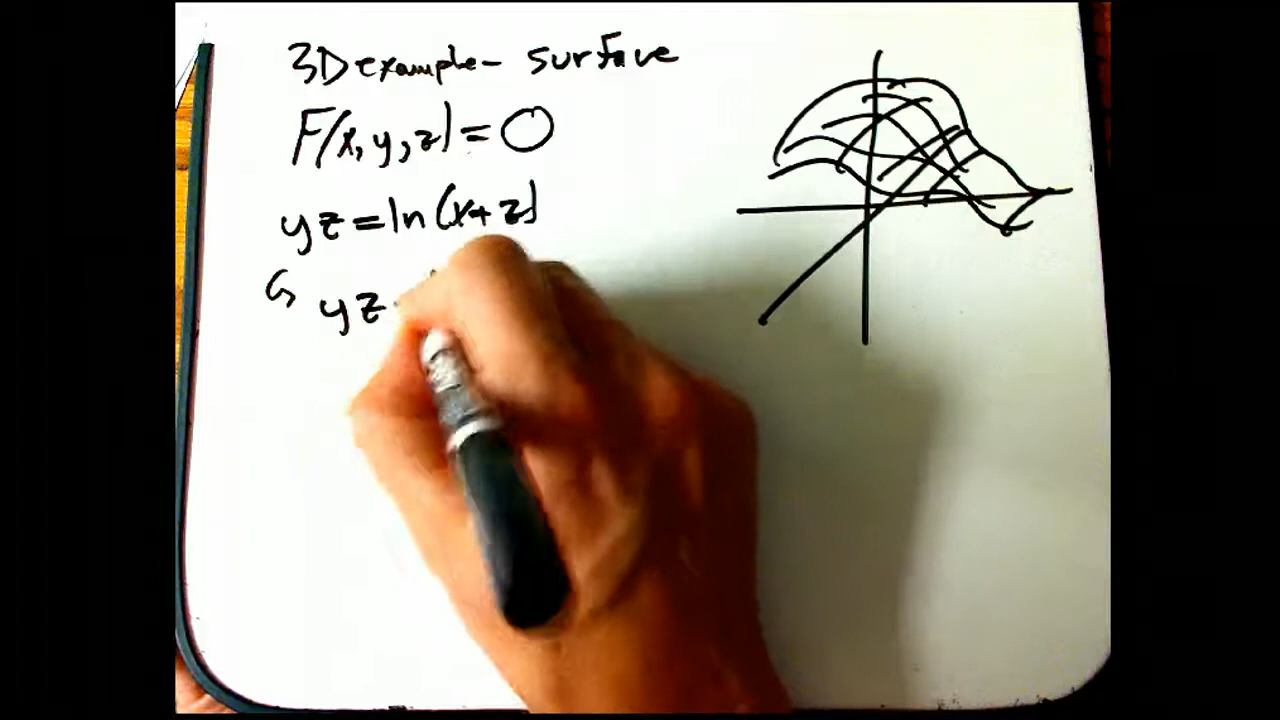 3D example- surface
F(x,y,z)=0
yz=ln(x+z)
↳ yz-